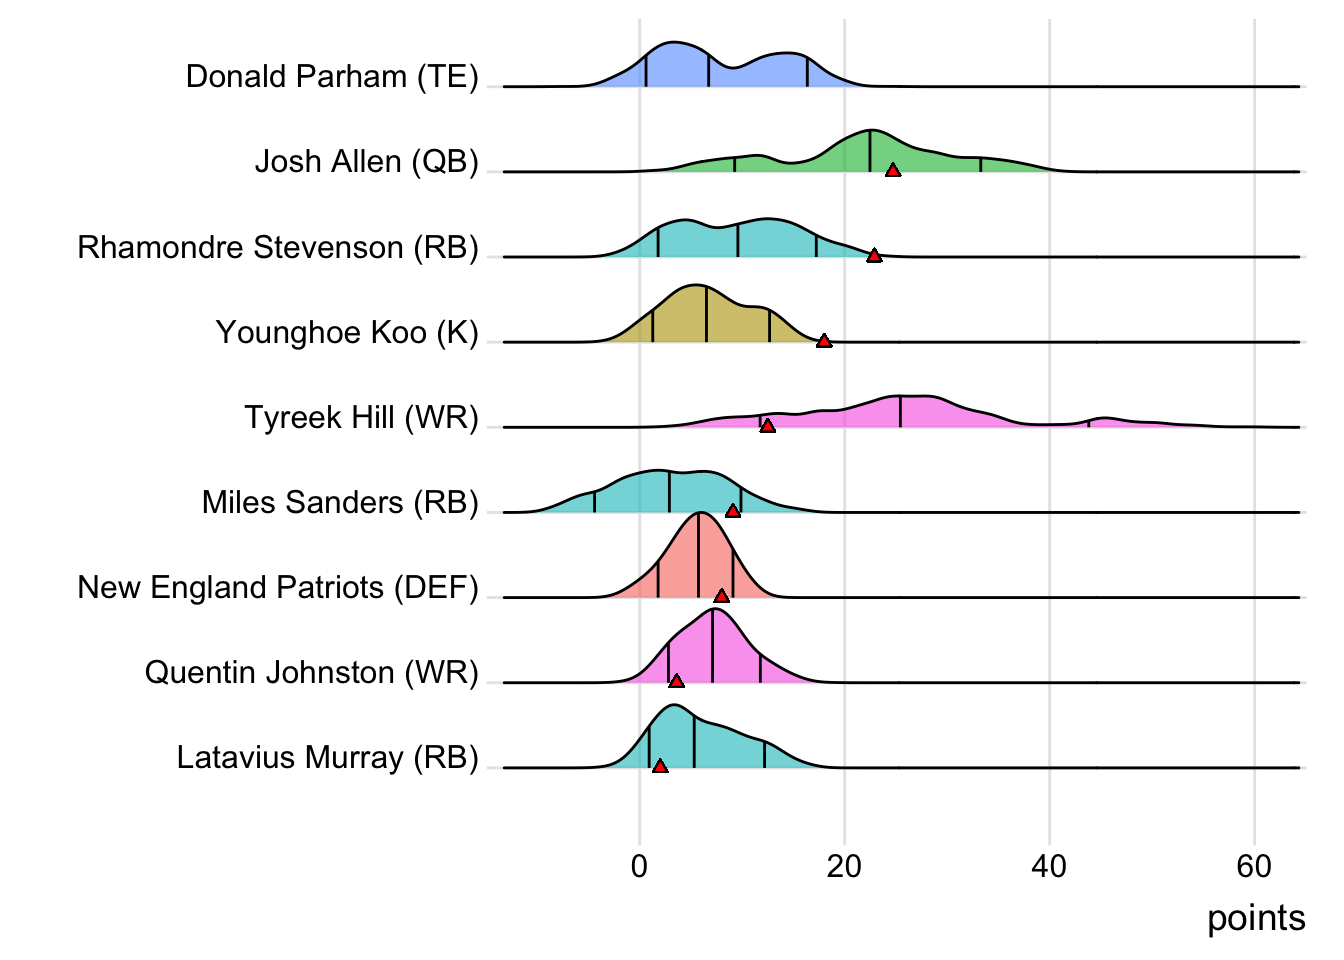 Donald Parham (TE)
Josh Allen (QB)
Rhamondre Stevenson (RB)
Younghoe Koo (K)
Tyreek Hill (WR)
Miles Sanders (RB)
New England Patriots (DEF)
Quentin Johnston (WR)
Latavius Murray (RB)
0 20 40 60
points